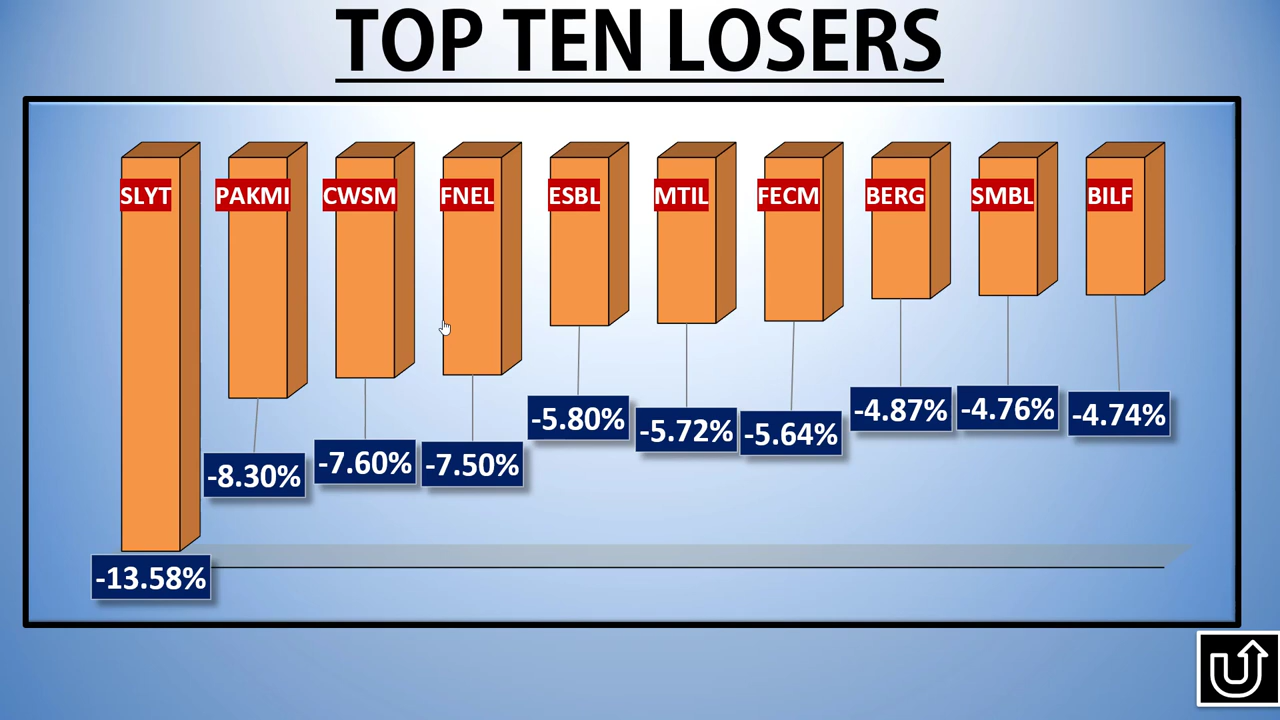 TOP TEN LOSERS
SLYT PAKMI CWSM FNEL ESBL MTIL FECM BERG SMBL BILF
-13.58% -8.30% -7.60% -7.50% -5.80% -5.72% -5.64% -4.87% -4.76% -4.74%